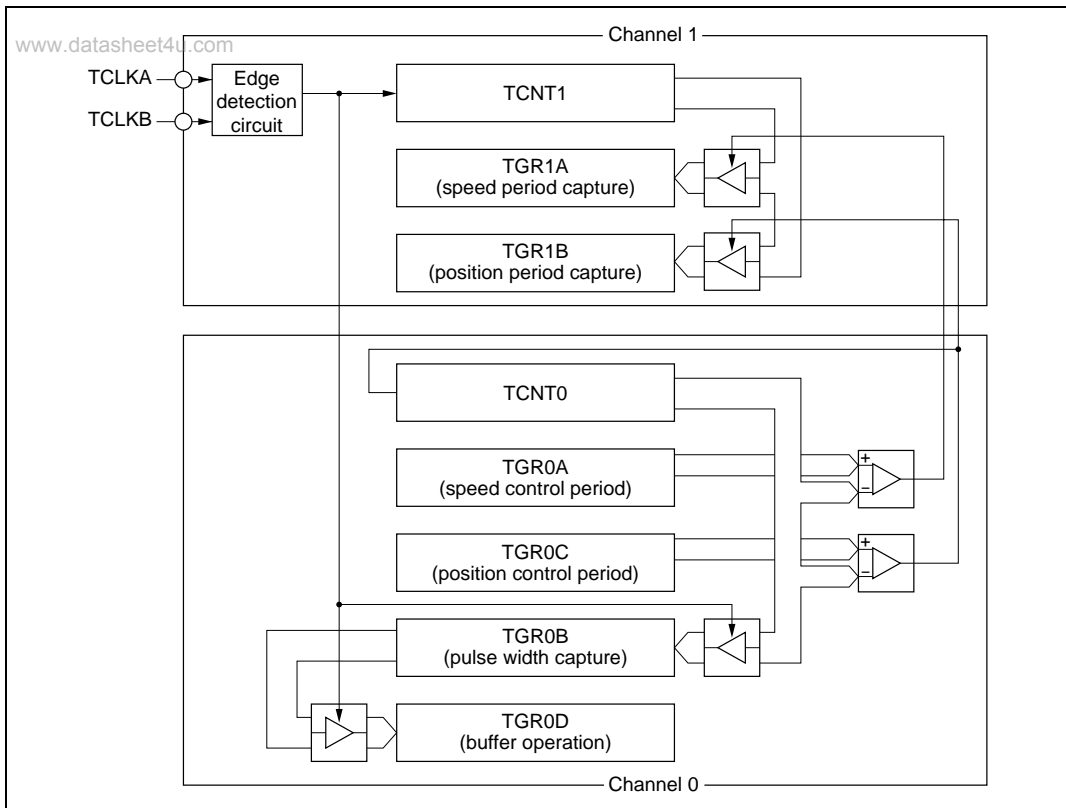 www.datasheet4u.com
Channel 1
TCLKA
TCLKB
Edge
detection
circuit
TCNT1
TGR1A
(speed period capture)
TGR1B
(position period capture)
TCNT0
TGR0A
(speed control period)
+
−
TGR0C
(position control period)
+
−
TGR0B
(pulse width capture)
TGR0D
(buffer operation)
Channel 0